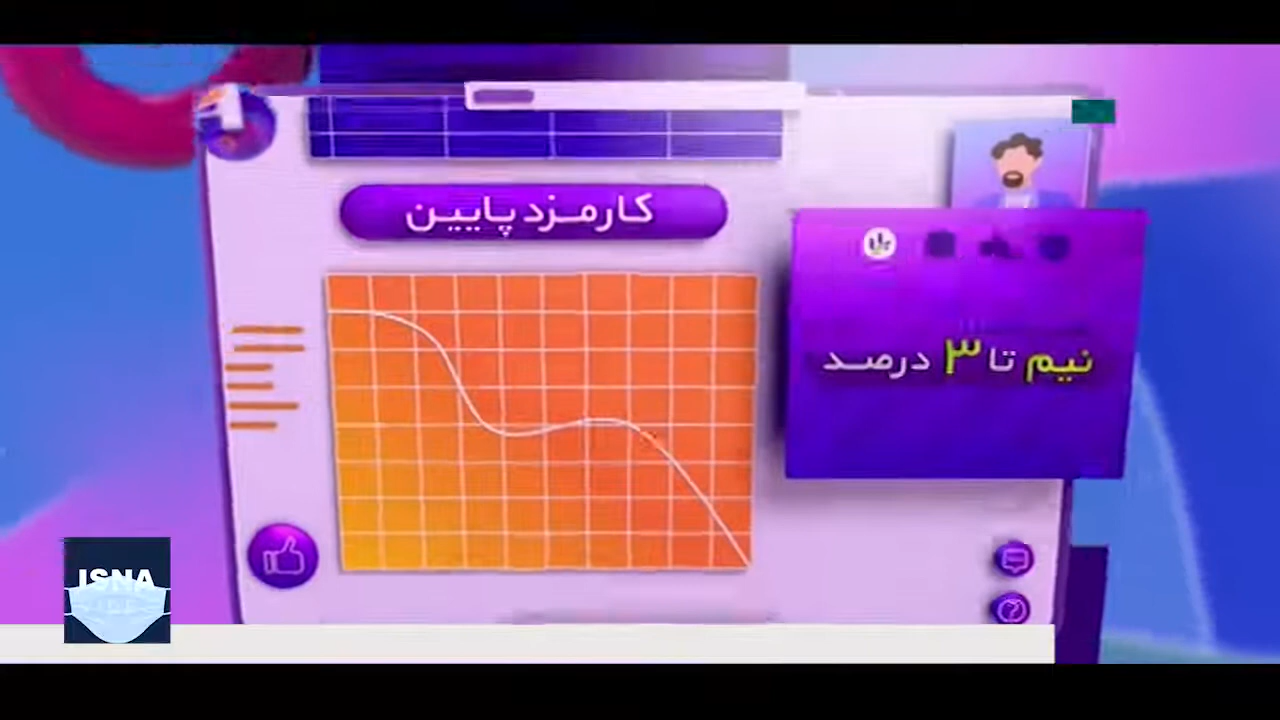 کارمزد پایین
نیم تا ۳ درصد
ISNA